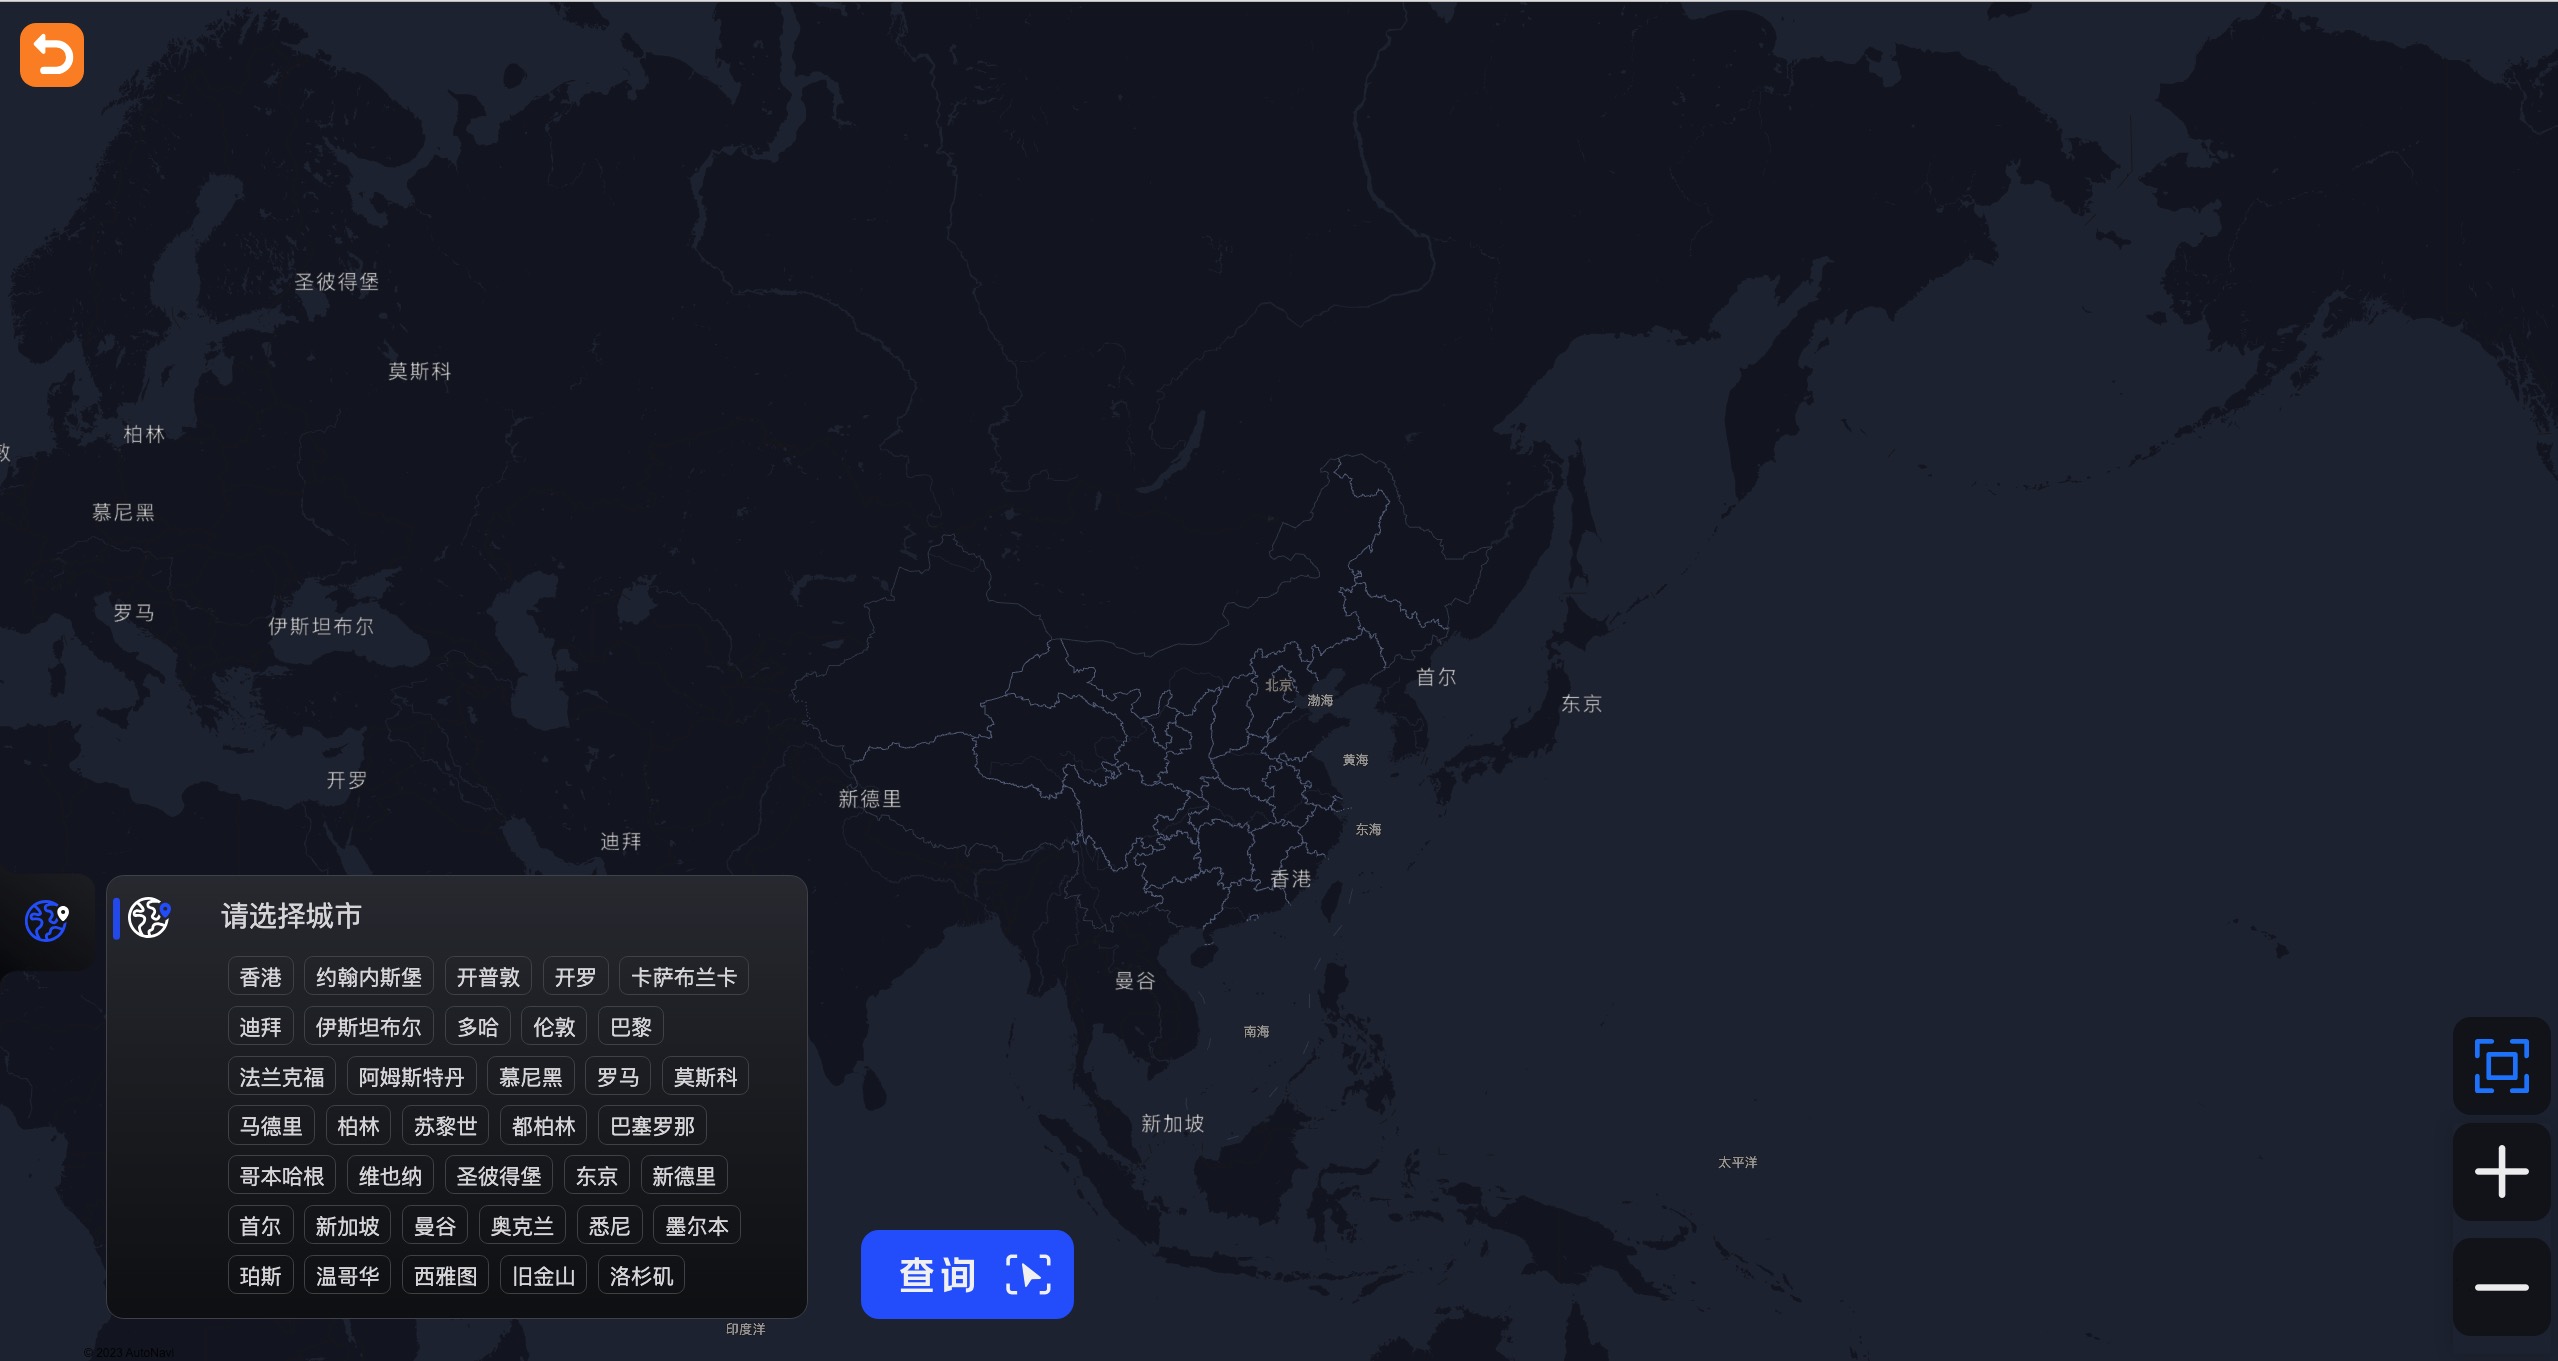 圣彼得堡
莫斯科
柏林
敦
慕尼黑
罗马
伊斯坦布尔
首尔
北京
渤海
东京
黄海
开罗
新德里
东海
迪拜
香港
请选择城市
香港 约翰内斯堡 开普敦 开罗 卡萨布兰卡
迪拜 伊斯坦布尔 多哈 伦敦 巴黎
法兰克福 阿姆斯特丹 慕尼黑 罗马 莫斯科
马德里 柏林 苏黎世 都柏林 巴塞罗那
哥本哈根 维也纳 圣彼得堡 东京 新德里
首尔 新加坡 曼谷 奥克兰 悉尼 墨尔本
珀斯 温哥华 西雅图 旧金山 洛杉矶
曼谷
南海
新加坡
太平洋
查询
印度洋
© 2023 AutoNavi